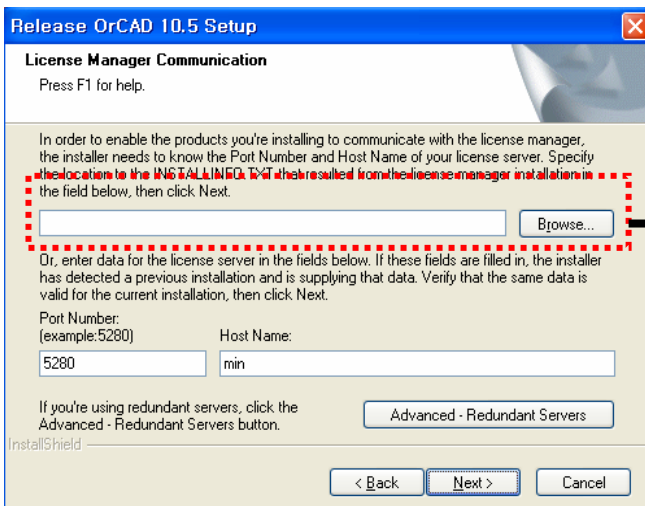 Release OrCAD 10.5 Setup
License Manager Communication
Press F1 for help.
In order to enable the products you're installing to communicate with the license manager,
the installer needs to know the Port Number and Host Name of your license server. Specify
the location to the INSTALLINFO.TXT that resulted from the license manager installation in
the field below, then click Next.
Browse...
Or, enter data for the license server in the fields below. If these fields are filled in, the installer
has detected a previous installation and is supplying that data. Verify that the same data is
valid for the current installation, then click Next.
Port Number:
(example:5280) Host Name:
5280 min
If you're using redundant servers, click the
Advanced - Redundant Servers button.
Advanced - Redundant Servers
InstallShield
< Back Next > Cancel